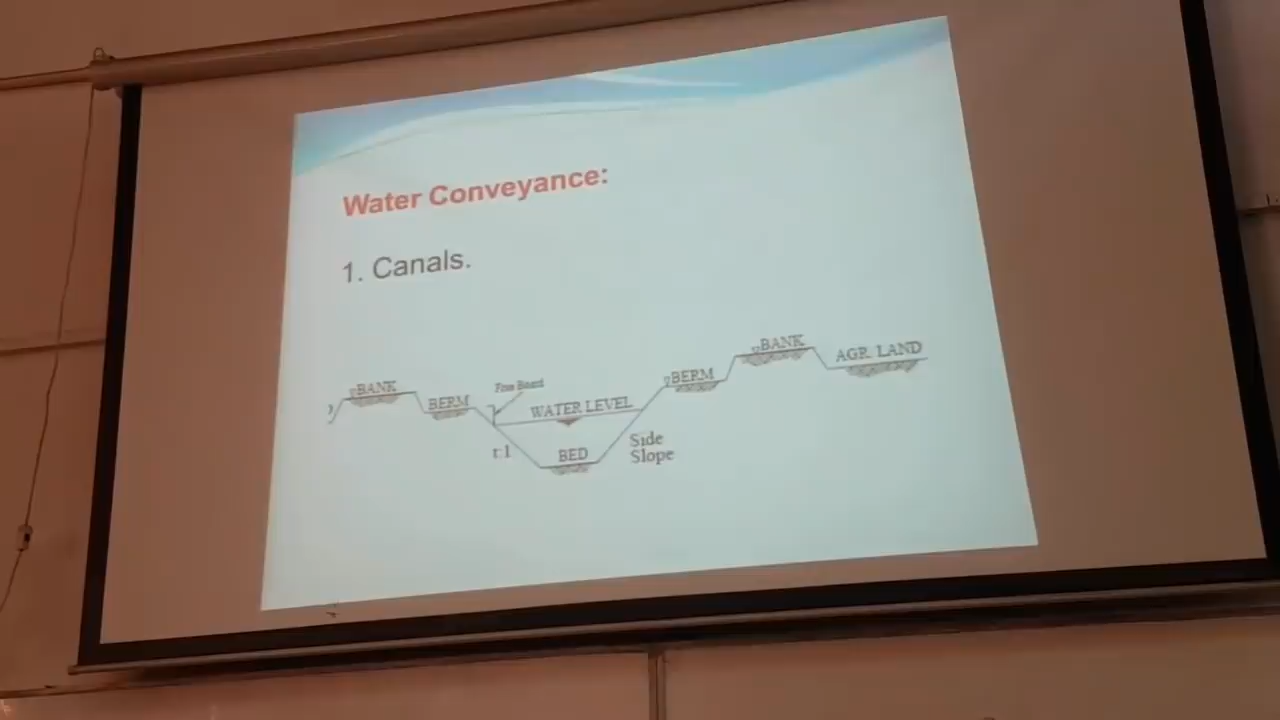 Water Conveyance:
1. Canals.
BANK
BERM
Free Board
WATER LEVEL
BERM
BANK
AGR. LAND
t:1
BED
Side
Slope